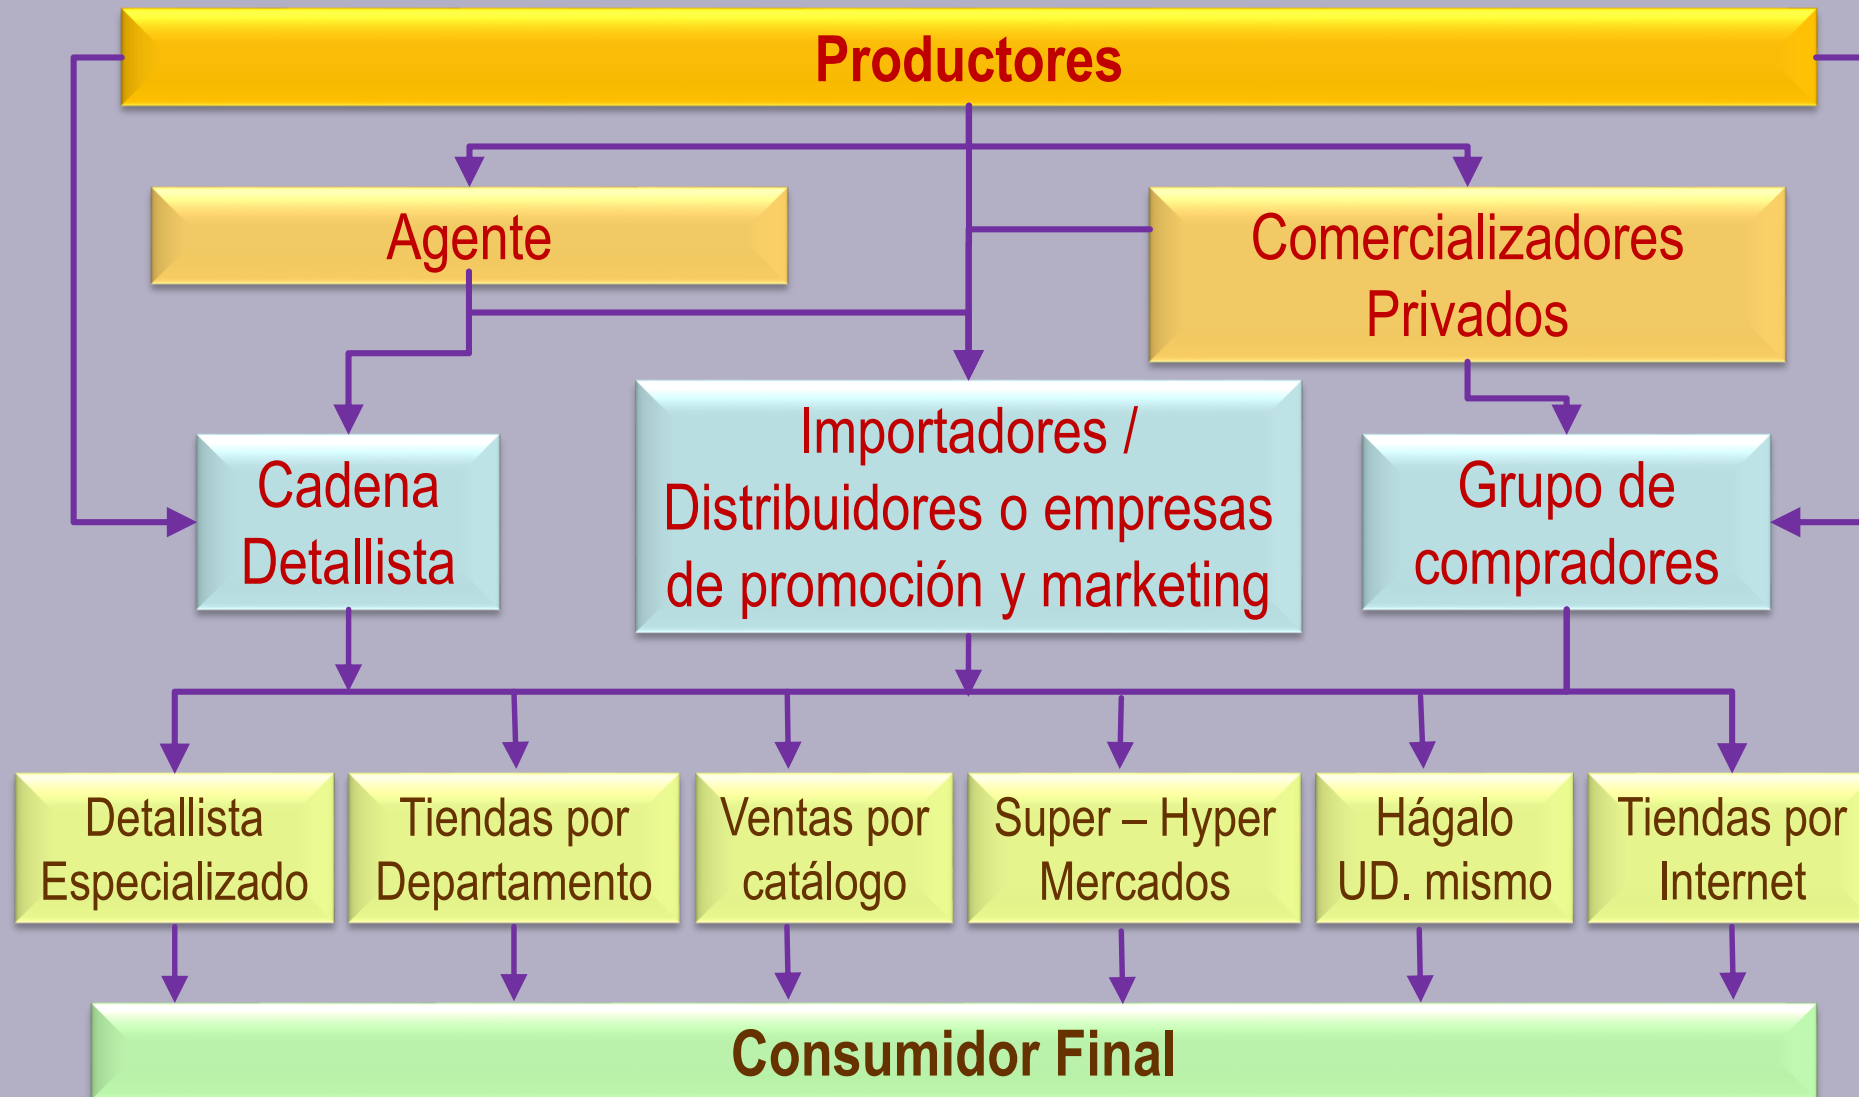 Productores
Agente
Comercializadores
Privados
Cadena
Detallista
Importadores /
Distribuidores o empresas
de promoción y marketing
Grupo de
compradores
Detallista
Especializado
Tiendas por
Departamento
Ventas por
catálogo
Super – Hyper
Mercados
Hágalo
UD. mismo
Tiendas por
Internet
Consumidor Final